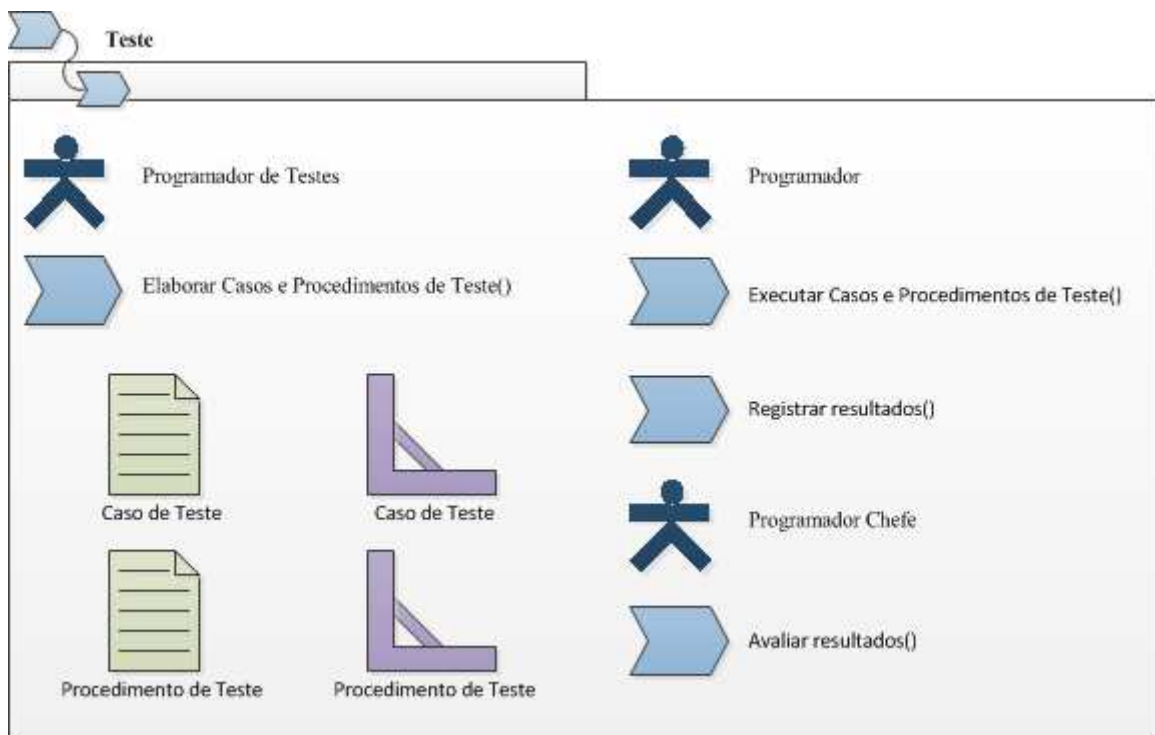 Teste
Programador de Testes
Elaborar Casos e Procedimentos de Teste()
Caso de Teste
Caso de Teste
Procedimento de Teste
Procedimento de Teste
Programador
Executar Casos e Procedimentos de Teste()
Registrar resultados()
Programador Chefe
Avaliar resultados()